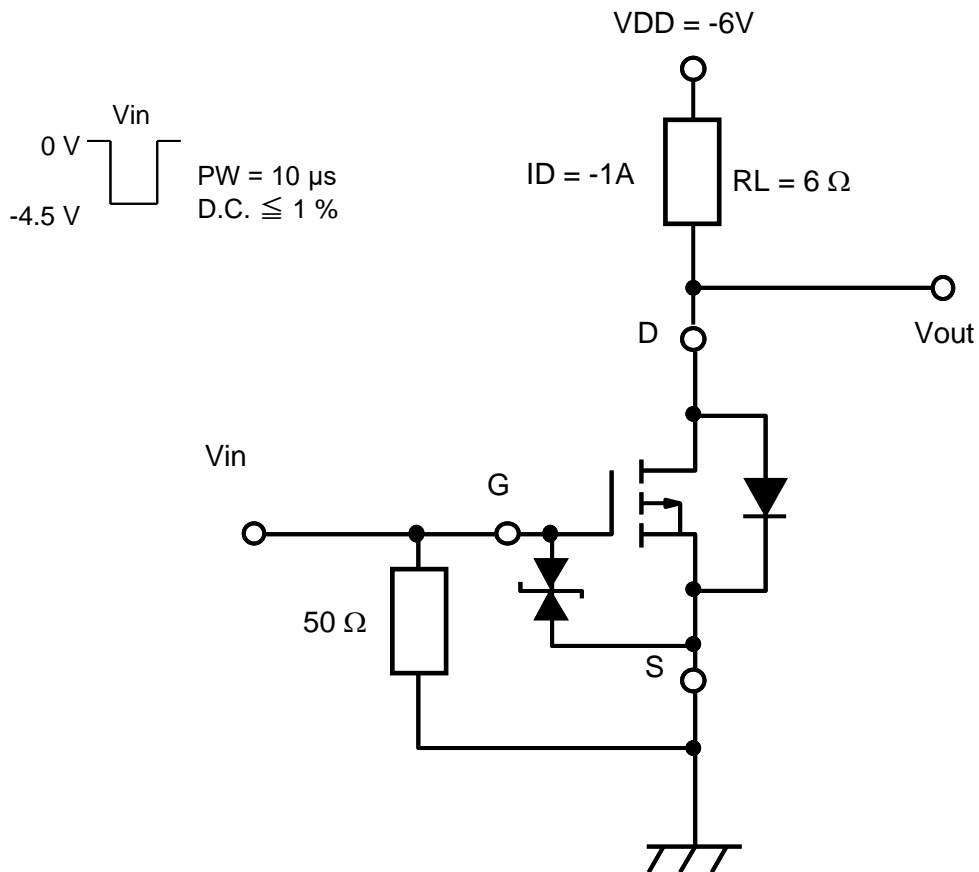 VDD = -6V
Vin
0 V
-4.5 V
PW = 10 µs
D.C. ≦ 1 %
ID = -1A
RL = 6 Ω
D
Vout
Vin
G
50 Ω
S